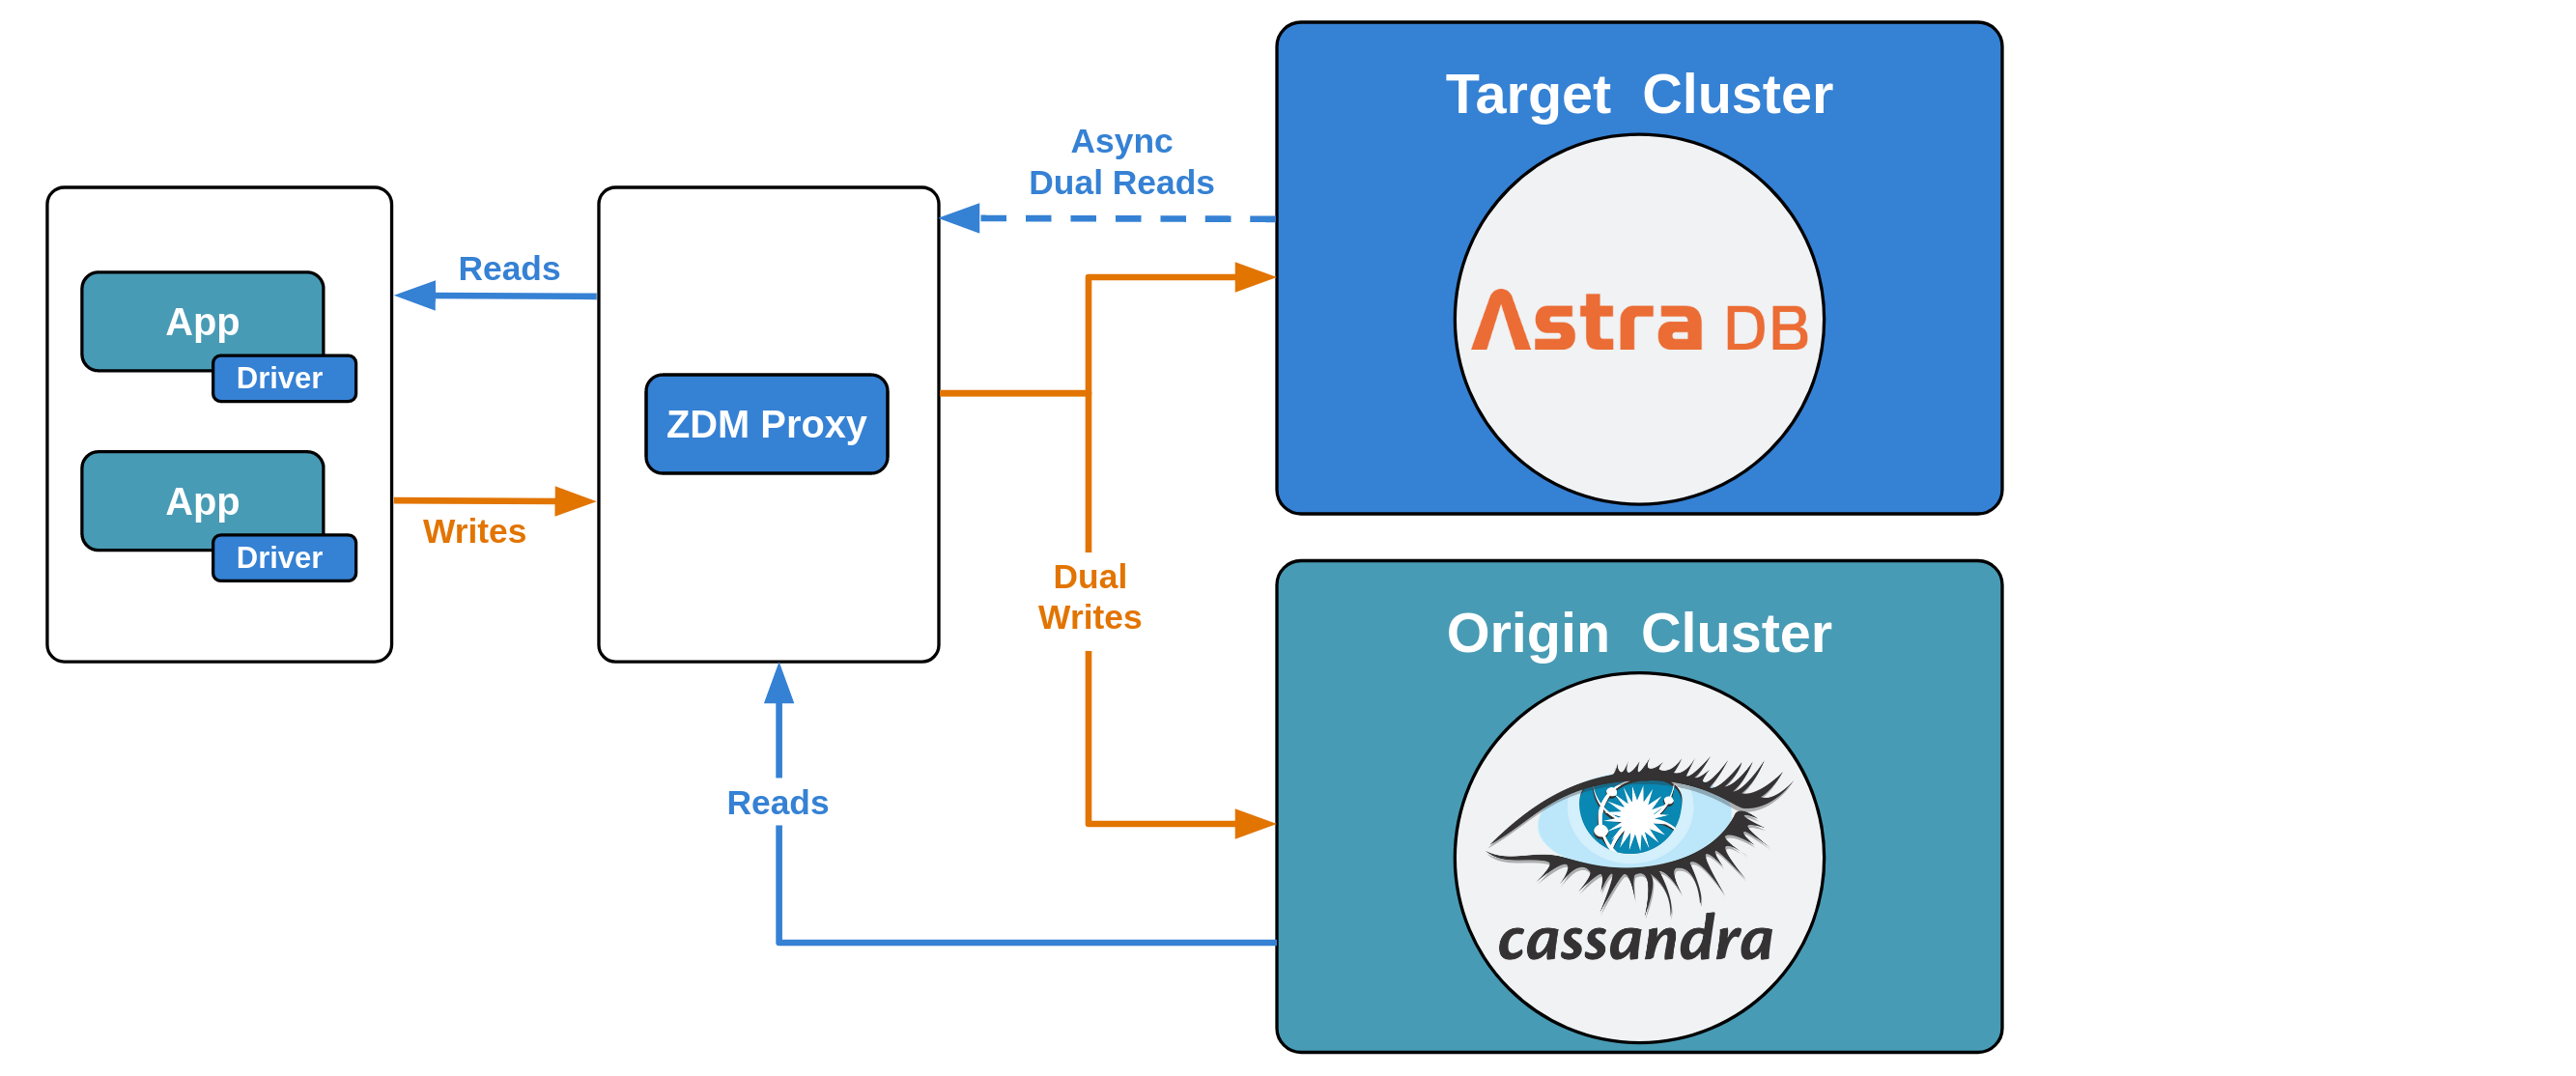 App
Driver
App
Driver
Reads
Writes
ZDM Proxy
Reads
Async
Dual Reads
Dual
Writes
Target Cluster
Astra DB
Origin Cluster
cassandra